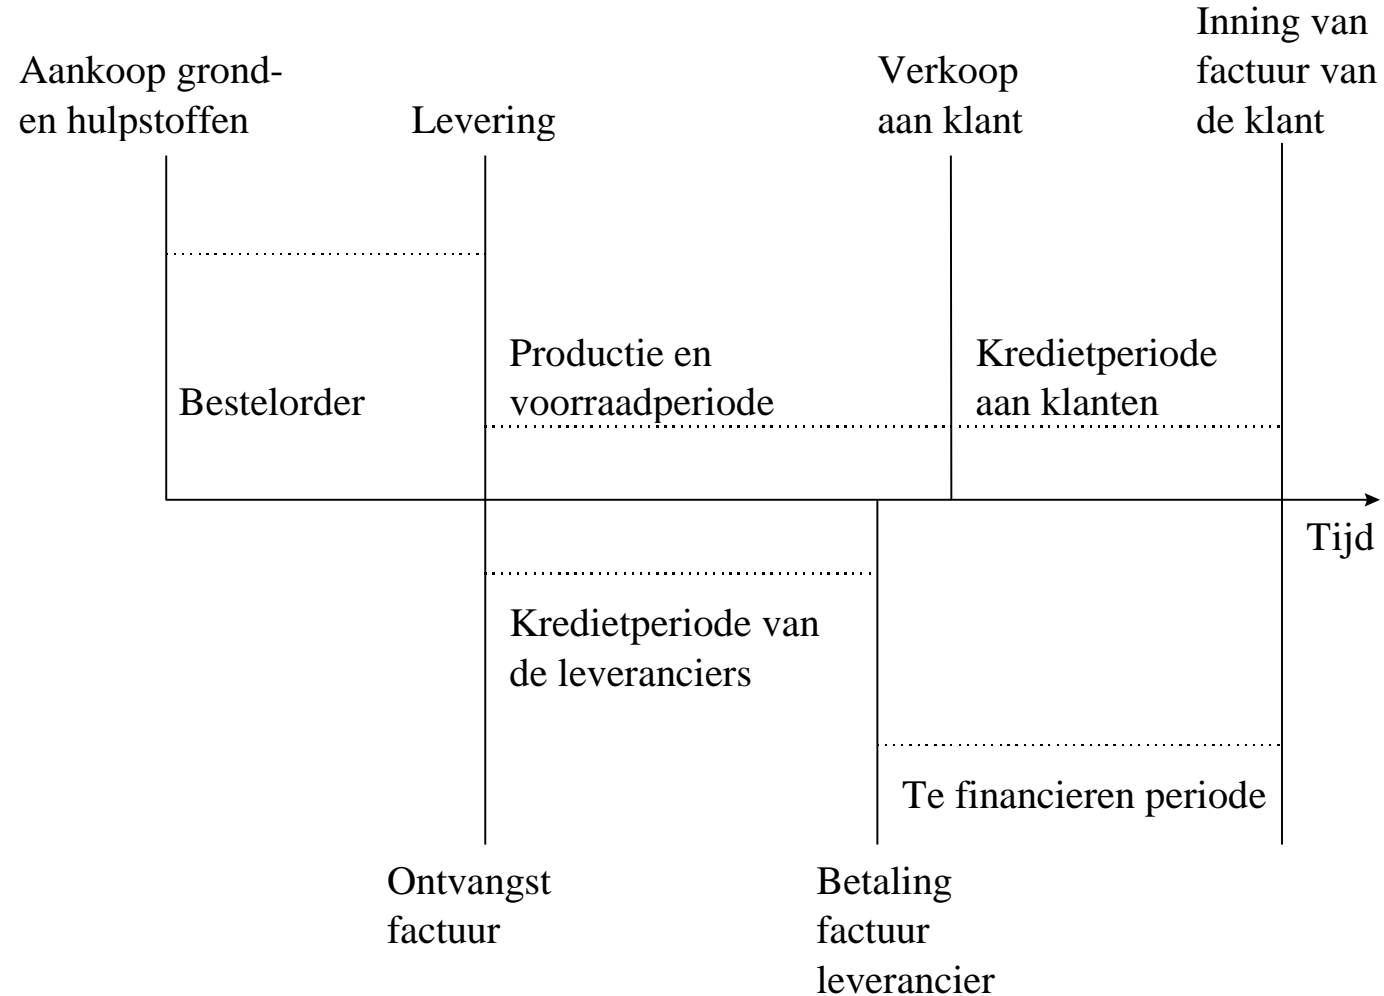 Aankoop grond-
en hulpstoffen
Levering
Verkoop
aan klant
Inning van
factuur van
de klant
Bestelorder
Productie en
voorraadperiode
Kredietperiode
aan klanten
Tijd
Kredietperiode van
de leveranciers
Te financieren periode
Ontvangst
factuur
Betaling
factuur
leverancier